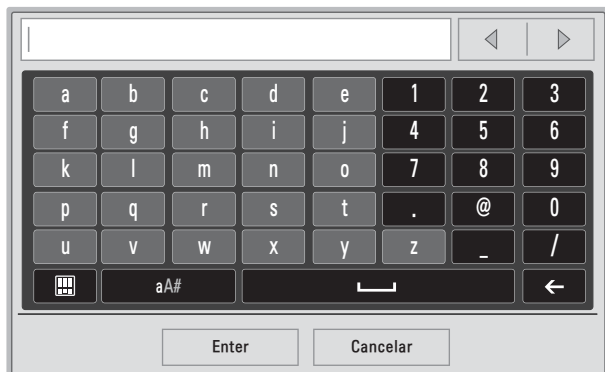 a b c d e 1 2 3
f g h i j 4 5 6
k l m n o 7 8 9
p q r s t . @ 0
u v w x y z _ /
aA#
Enter Cancelar